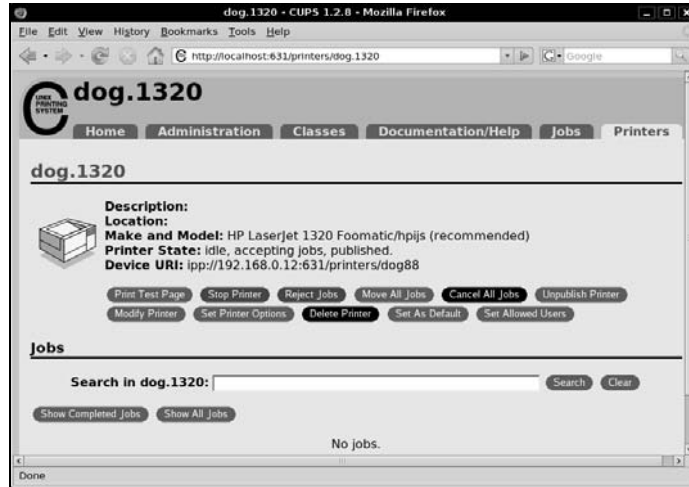 dog.1320 - CUPS 1.2.8 - Mozilla Firefox
File Edit View History Bookmarks Tools Help
http://localhost:631/printers/dog.1320
Google
UNIX PRINTING SYSTEM
dog.1320
Home Administration Classes Documentation/Help Jobs Printers
dog.1320
Description:
Location:
Make and Model: HP LaserJet 1320 Foomatic/hpijs (recommended)
Printer State: idle, accepting jobs, published.
Device URI: ipp://192.168.0.12:631/printers/dog88
Print Test Page Stop Printer Reject Jobs Move All Jobs Cancel All Jobs Unpublish Printer
Modify Printer Set Printer Options Delete Printer Set As Default Set Allowed Users
Jobs
Search in dog.1320: Search Clear
Show Completed Jobs Show All Jobs
No jobs.
Done